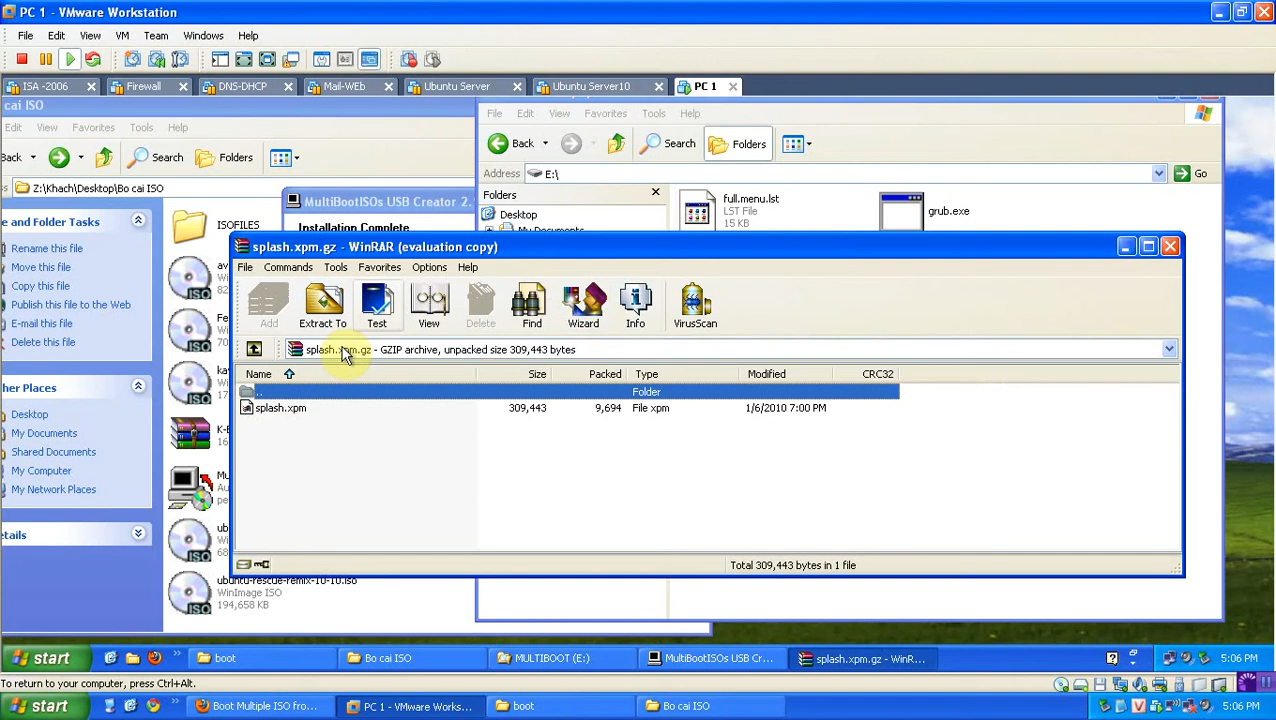 PC 1 - VMware Workstation
File Edit View VM Team Windows Help
ISA -2006 Firewall DNS-DHCP Mail-WEb Ubuntu Server Ubuntu Server10 PC 1
cai ISO
Edit View Favorites Tools Help
File Edit View Favorites Tools Help
Back Search Folders
Back Search Folders
Z:\Khach\Desktop\Bo cai ISO
Address E:\ Go
e and Folder Tasks
Rename this file
Move this file
Copy this file
Publish this file to the Web
E-mail this file
Delete this file
ther Places
Desktop
My Documents
Shared Documents
My Computer
My Network Places
etails
ISOFILES
MultiBootISOs USB Creator 2.
Installation Complete
Folders
Desktop
My Documents
full.menu.lst
LST File
15 KB
grub.exe
splash.xpm.gz - WinRAR (evaluation copy)
File Commands Tools Favorites Options Help
Add Extract To Test View Delete Find Wizard Info VirusScan
splash.xpm.gz - GZIP archive, unpacked size 309,443 bytes
Name Size Packed Type Modified CRC32
.. Folder
splash.xpm 309,443 9,694 File xpm 1/6/2010 7:00 PM
Total 309,443 bytes in 1 file
ubuntu-rescue-remix-10-10.iso
WinImage ISO
194,658 KB
start boot Bo cai ISO MULTIBOOT (E:) MultiBootISOs USB Cr... splash.xpm.gz - WinR... 5:06 PM
To return to your computer, press Ctrl+Alt.
start Boot Multiple ISO fro... PC 1 - VMware Works... boot Bo cai ISO 5:06 PM